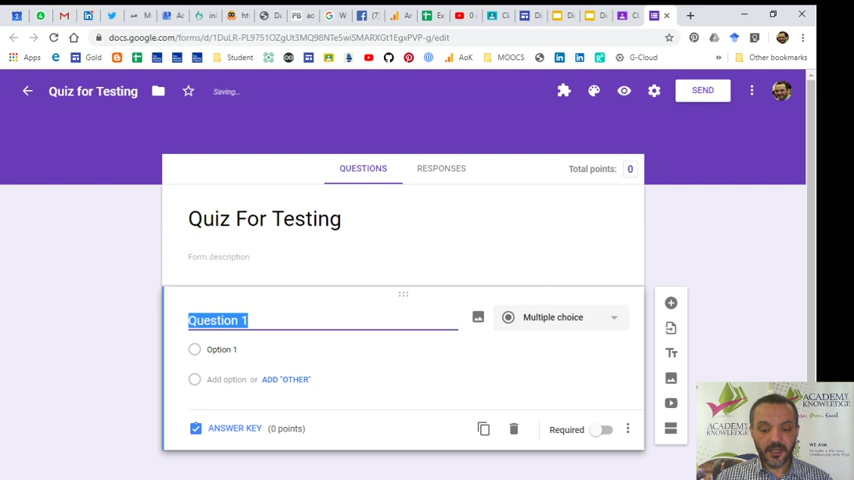 docs.google.com/forms/d/1DuLR-PL97S1OZgUt3MQ98NTe5wiSMARXGt1EgxPVP-g/edit
Apps
Gold
Student
AoK
MOOCS
G-Cloud
»
Other bookmarks
Quiz for Testing
Saving...
SEND
QUESTIONS
RESPONSES
Total points: 0
Quiz For Testing
Form description
Question 1
Multiple choice
Option 1
Add option or ADD "OTHER"
ANSWER KEY (0 points)
Required
ACADEMY
KNOWLEDGE
ACADEMY
KNOWLEDGE
WE AIM